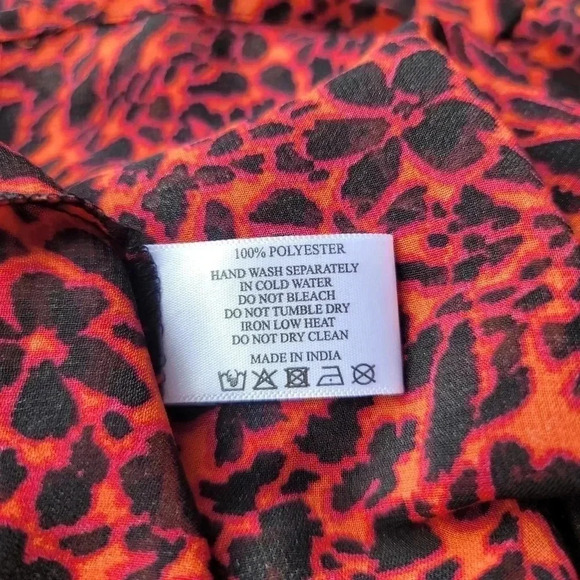 100% POLYESTER
HAND WASH SEPARATELY
IN COLD WATER
DO NOT BLEACH
DO NOT TUMBLE DRY
IRON LOW HEAT
DO NOT DRY CLEAN
MADE IN INDIA